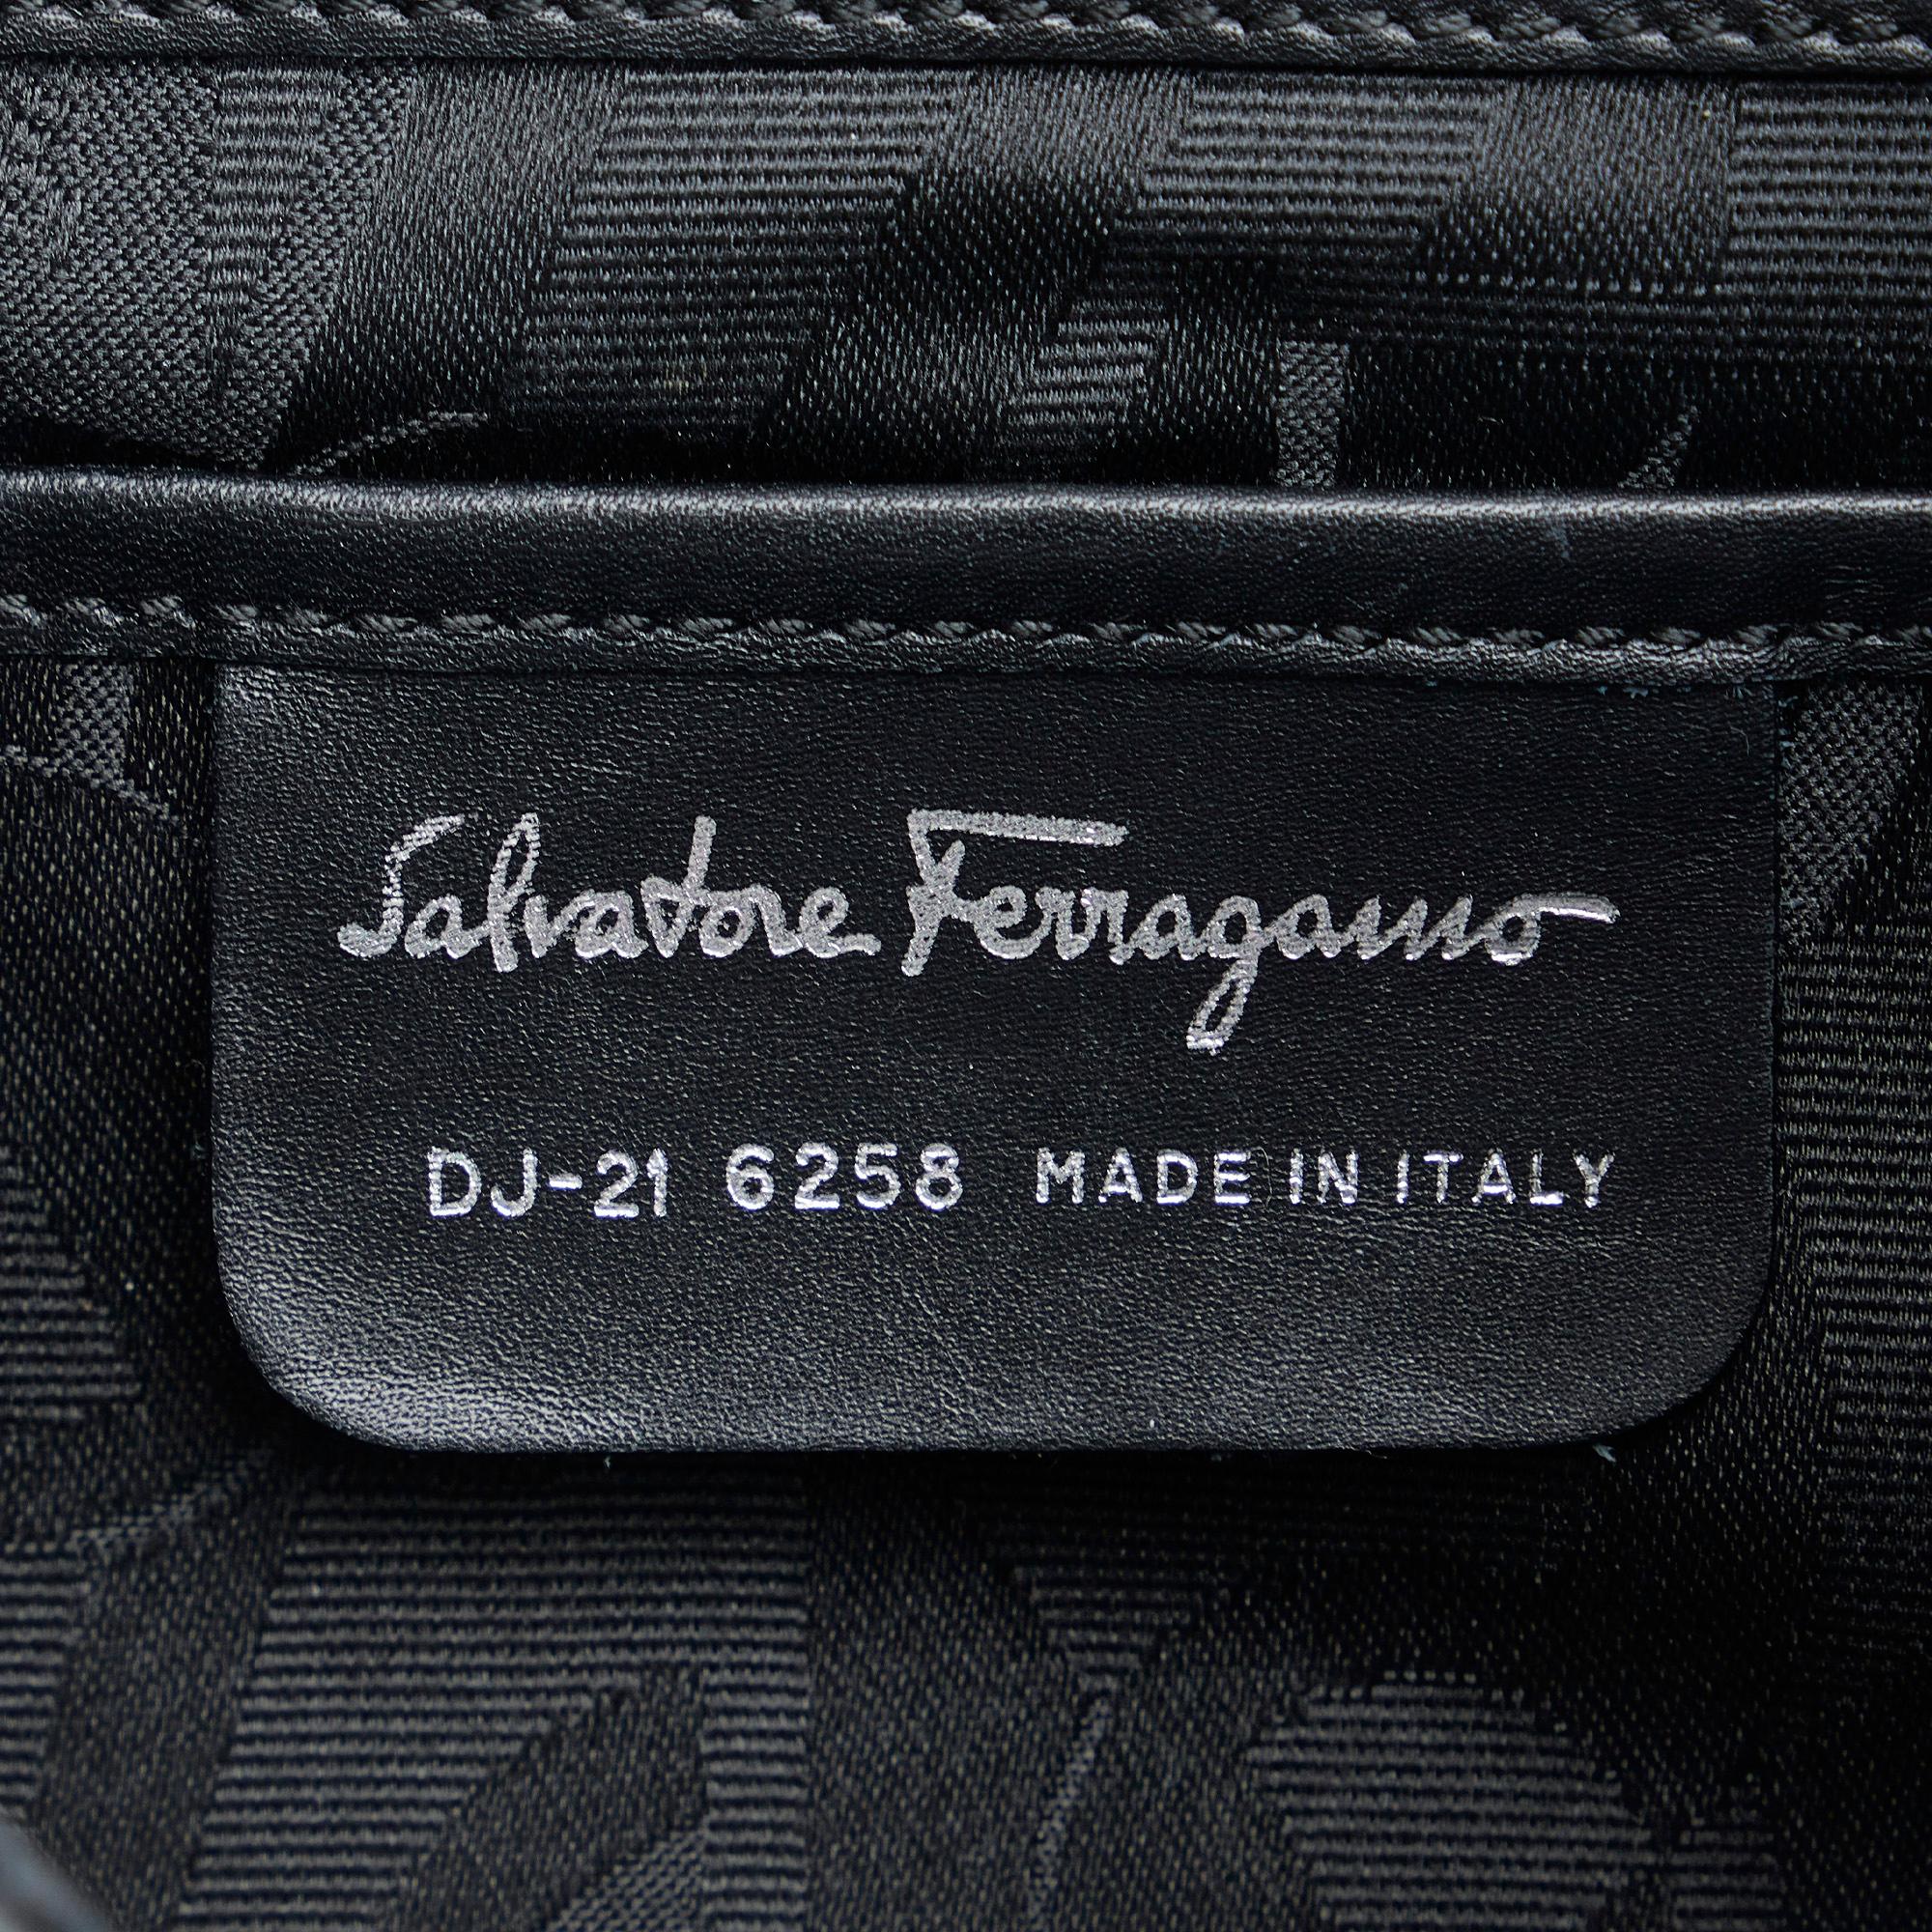 Salvatore Ferragamo
DJ-21 6258 MADE IN ITALY